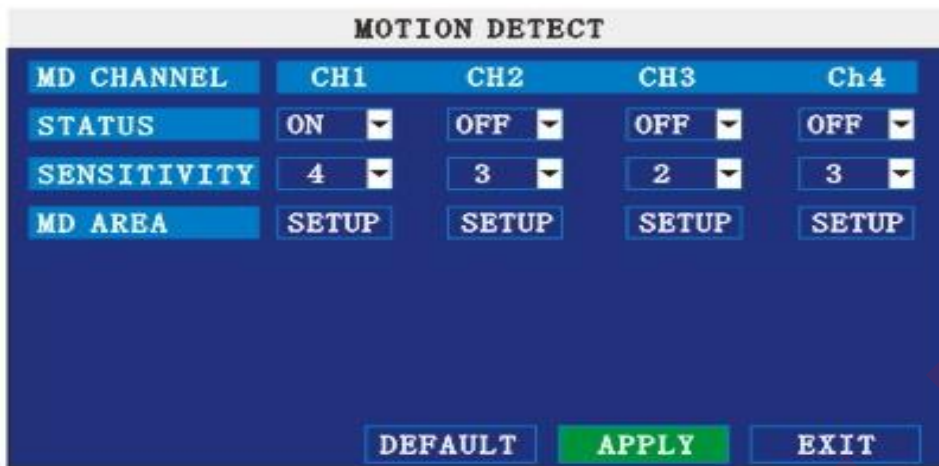 MOTION DETECT
MD CHANNEL CH1 CH2 CH3 Ch4
STATUS ON OFF OFF OFF
SENSITIVITY 4 3 2 3
MD AREA SETUP SETUP SETUP SETUP
DEFAULT APPLY EXIT